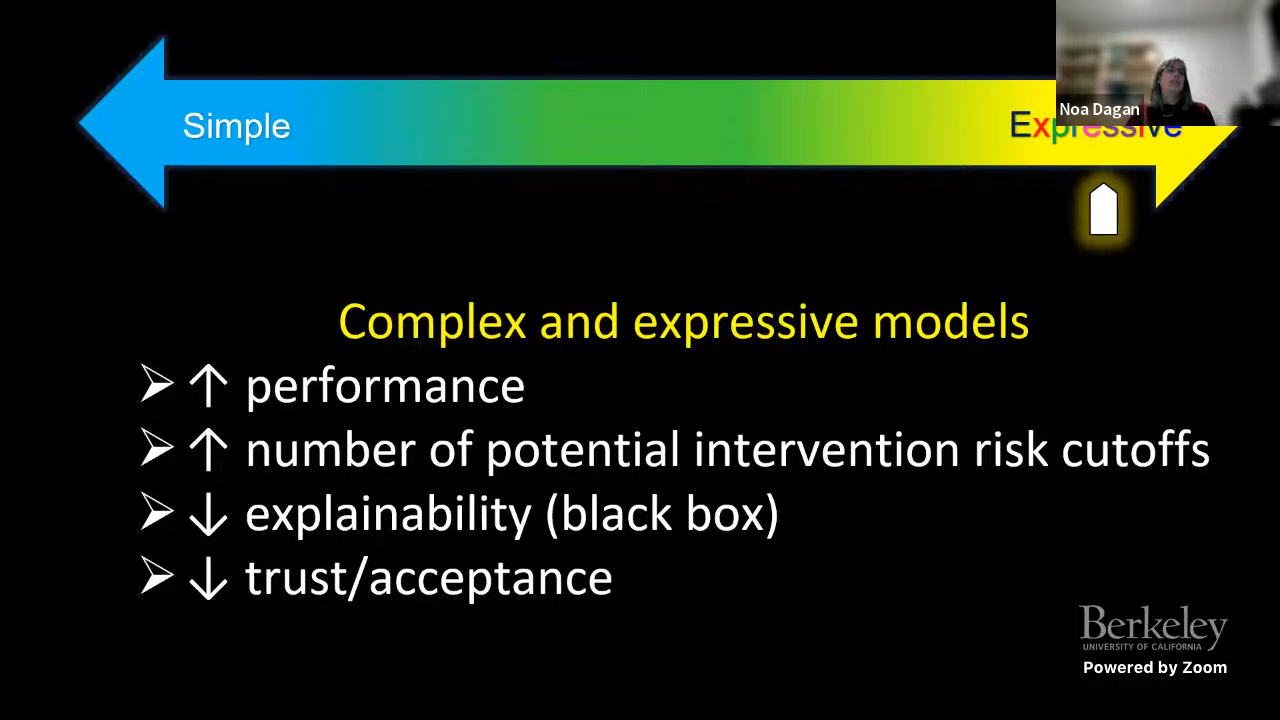 Simple
Expressive
Noa Dagan
Complex and expressive models
➢ ↑ performance
➢ ↑ number of potential intervention risk cutoffs
➢ ↓ explainability (black box)
➢ ↓ trust/acceptance
Berkeley
UNIVERSITY OF CALIFORNIA
Powered by Zoom